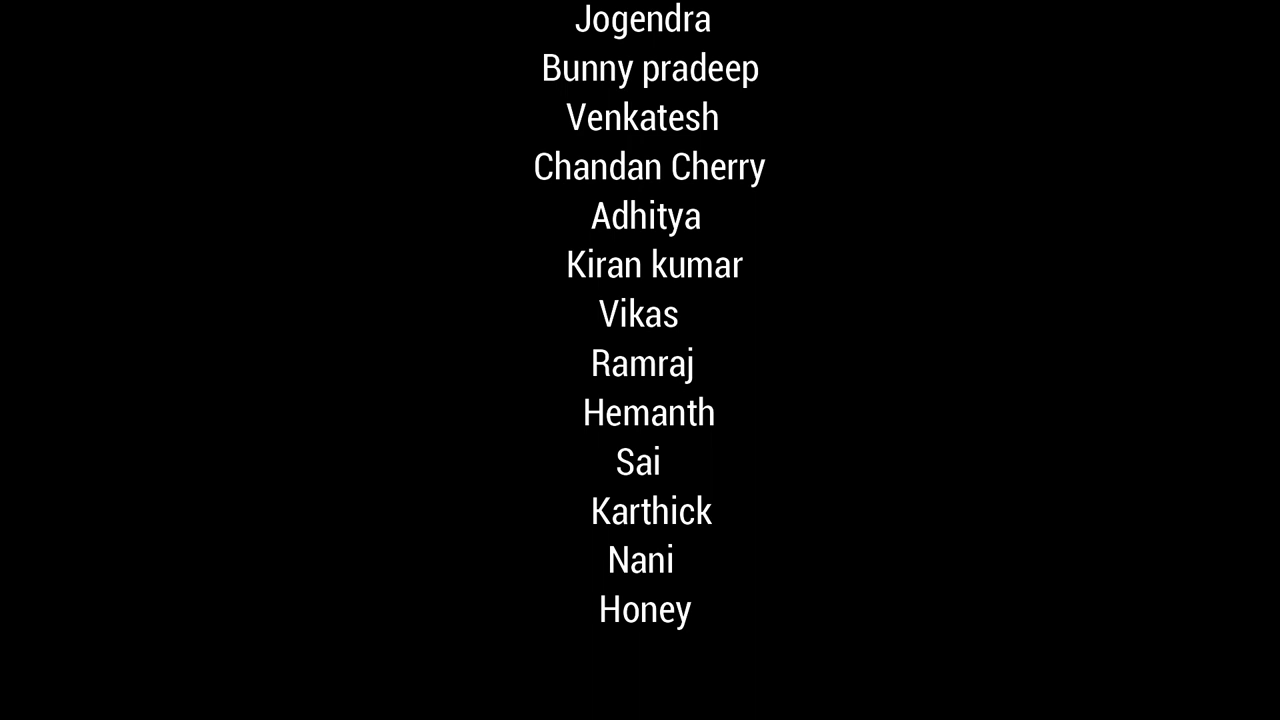 Jogendra
Bunny pradeep
Venkatesh
Chandan Cherry
Adhitya
Kiran kumar
Vikas
Ramraj
Hemanth
Sai
Karthick
Nani
Honey